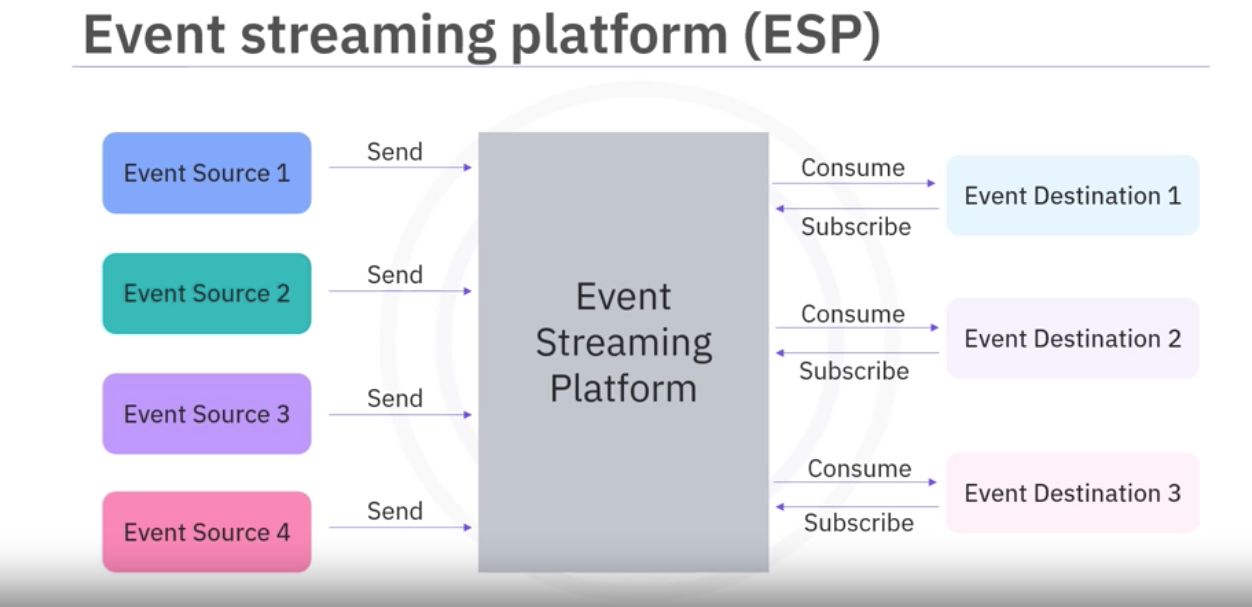 Event streaming platform (ESP)
Event Source 1
Send
Event Source 2
Send
Event Source 3
Send
Event Source 4
Send
Event
Streaming
Platform
Consume
Subscribe
Event Destination 1
Consume
Subscribe
Event Destination 2
Consume
Subscribe
Event Destination 3